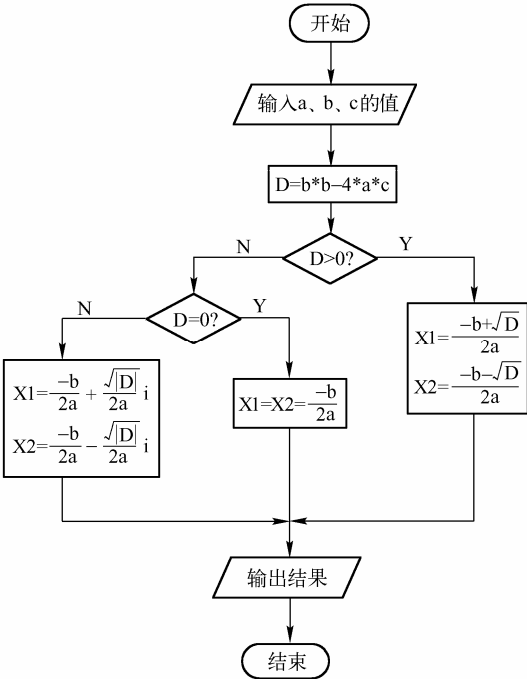 开始
输入a、b、c的值
D=b*b−4*a*c
D>0?
N
Y
D=0?
N
Y
X1=−b/2a + √|D|/2a i
X2=−b/2a − √|D|/2a i
X1=X2=−b/2a
X1=−b+√D/2a
X2=−b−√D/2a
输出结果
结束